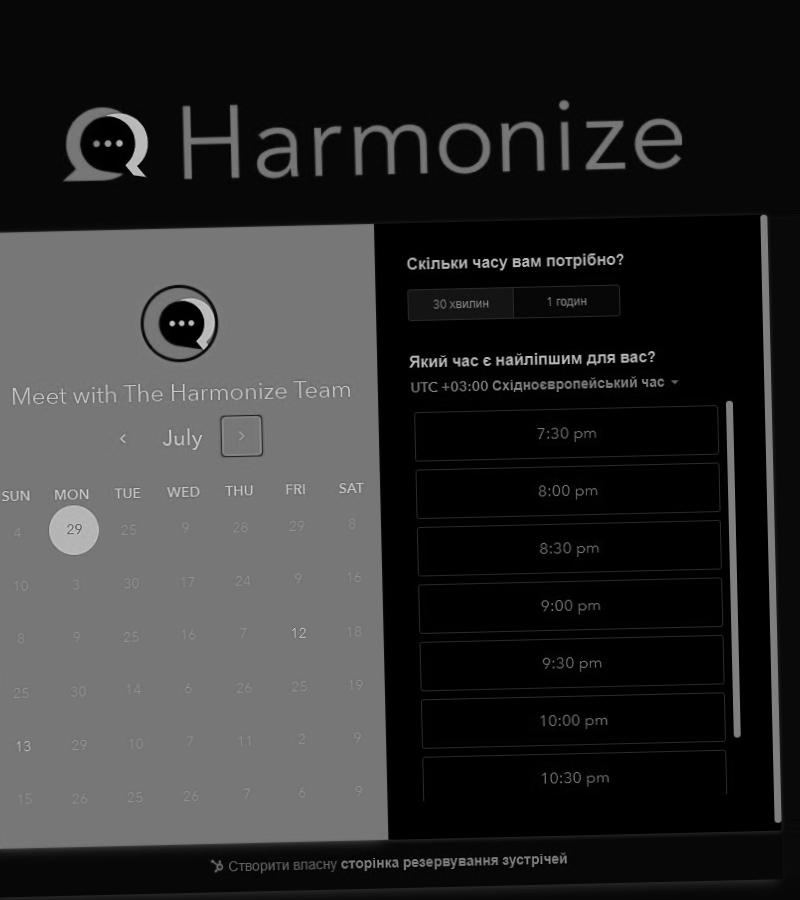 Harmonize
Meet with The Harmonize Team
July
SUN MON TUE WED THU FRI SAT
4 29 25 9 28 29 8
10 3 30 17 24 9 16
8 9 25 16 7 12 18
25 30 14 6 26 25 19
13 29 10 7 11 2 9
15 26 25 26 7 6 9
Скільки часу вам потрібно?
30 хвилин 1 годин
Який час є найліпшим для вас?
UTC +03:00 Східноєвропейський час
7:30 pm
8:00 pm
8:30 pm
9:00 pm
9:30 pm
10:00 pm
10:30 pm
Створити власну сторінка резервування зустрічей